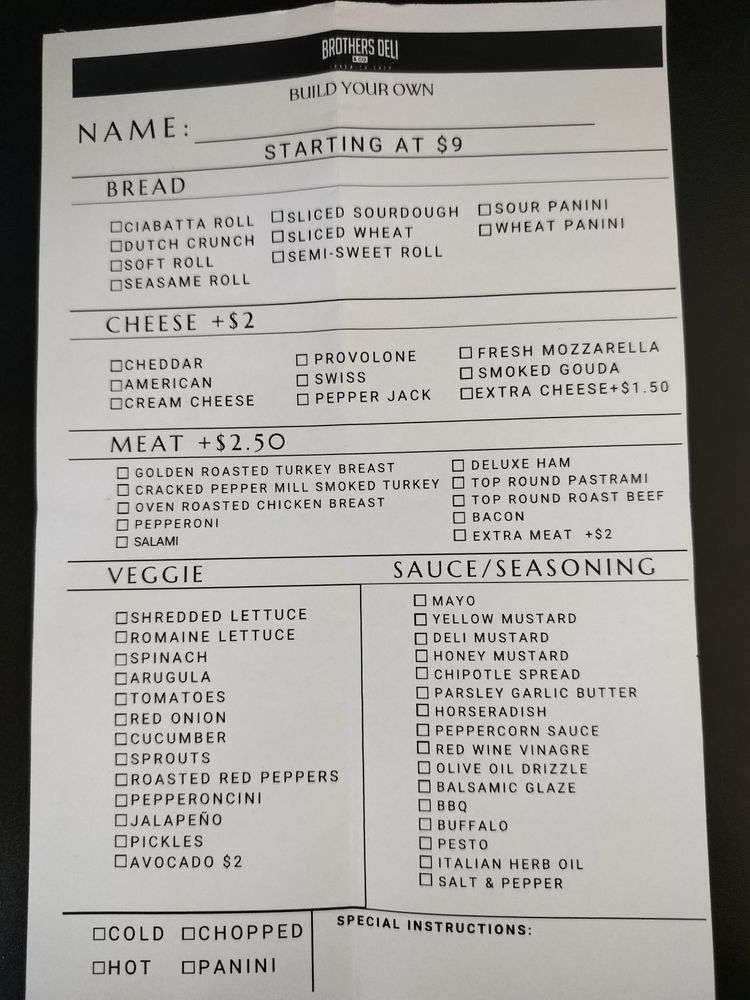 BROTHERS DELI
& CO
SANDWICH SHOP
BUILD YOUR OWN
NAME:
STARTING AT $9
BREAD
☐CIABATTA ROLL ☐SLICED SOURDOUGH ☐SOUR PANINI
☐DUTCH CRUNCH ☐SLICED WHEAT ☐WHEAT PANINI
☐SOFT ROLL ☐SEMI-SWEET ROLL
☐SEASAME ROLL
CHEESE +$2
☐CHEDDAR ☐ PROVOLONE ☐ FRESH MOZZARELLA
☐AMERICAN ☐ SWISS ☐ SMOKED GOUDA
☐CREAM CHEESE ☐ PEPPER JACK ☐EXTRA CHEESE+$1.50
MEAT +$2.50
☐ GOLDEN ROASTED TURKEY BREAST ☐ DELUXE HAM
☐ CRACKED PEPPER MILL SMOKED TURKEY ☐ TOP ROUND PASTRAMI
☐ OVEN ROASTED CHICKEN BREAST ☐ TOP ROUND ROAST BEEF
☐ PEPPERONI ☐ BACON
☐ SALAMI ☐ EXTRA MEAT +$2
VEGGIE
☐SHREDDED LETTUCE
☐ROMAINE LETTUCE
☐SPINACH
☐ARUGULA
☐TOMATOES
☐RED ONION
☐CUCUMBER
☐SPROUTS
☐ROASTED RED PEPPERS
☐PEPPERONCINI
☐JALAPEÑO
☐PICKLES
☐AVOCADO $2
SAUCE/SEASONING
☐ MAYO
☐ YELLOW MUSTARD
☐ DELI MUSTARD
☐ HONEY MUSTARD
☐ CHIPOTLE SPREAD
☐ PARSLEY GARLIC BUTTER
☐ HORSERADISH
☐ PEPPERCORN SAUCE
☐ RED WINE VINAGRE
☐ OLIVE OIL DRIZZLE
☐ BALSAMIC GLAZE
☐ BBQ
☐ BUFFALO
☐ PESTO
☐ ITALIAN HERB OIL
☐ SALT & PEPPER
☐COLD ☐CHOPPED
☐HOT ☐PANINI
SPECIAL INSTRUCTIONS: